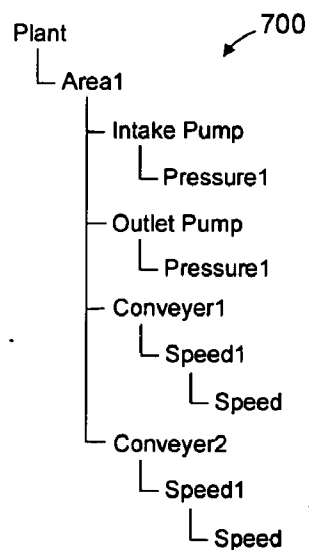 700
Plant
Area1
Intake Pump
Pressure1
Outlet Pump
Pressure1
Conveyer1
Speed1
Speed
Conveyer2
Speed1
Speed